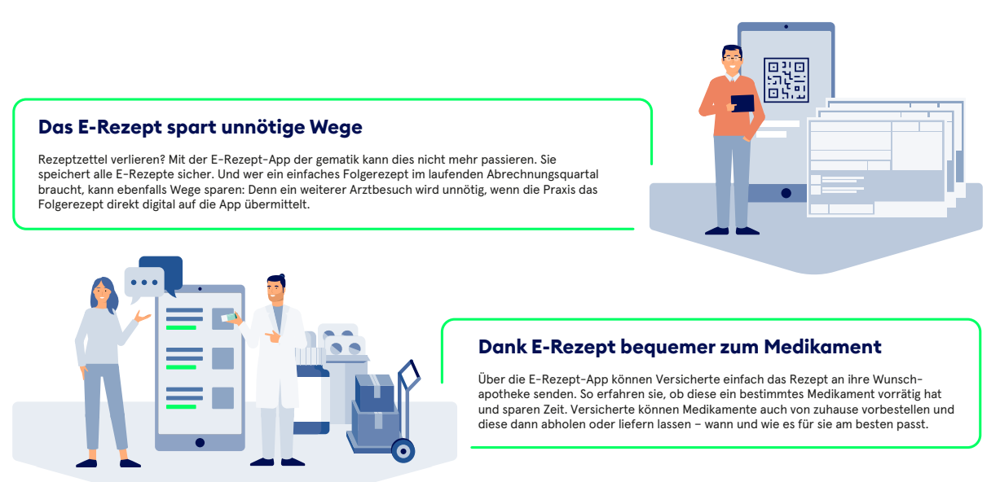 Das E-Rezept spart unnötige Wege
Rezeptzettel verlieren? Mit der E-Rezept-App der gematik kann dies nicht mehr passieren. Sie
speichert alle E-Rezepte sicher. Und wer ein einfaches Folgerezept im laufenden Abrechnungsquartal
braucht, kann ebenfalls Wege sparen: Denn ein weiterer Arztbesuch wird unnötig, wenn die Praxis das
Folgerezept direkt digital auf die App übermittelt.
Dank E-Rezept bequemer zum Medikament
Über die E-Rezept-App können Versicherte einfach das Rezept an ihre Wunsch-
apotheke senden. So erfahren sie, ob diese ein bestimmtes Medikament vorrätig hat
und sparen Zeit. Versicherte können Medikamente auch von zuhause vorbestellen und
diese dann abholen oder liefern lassen – wann und wie es für sie am besten passt.